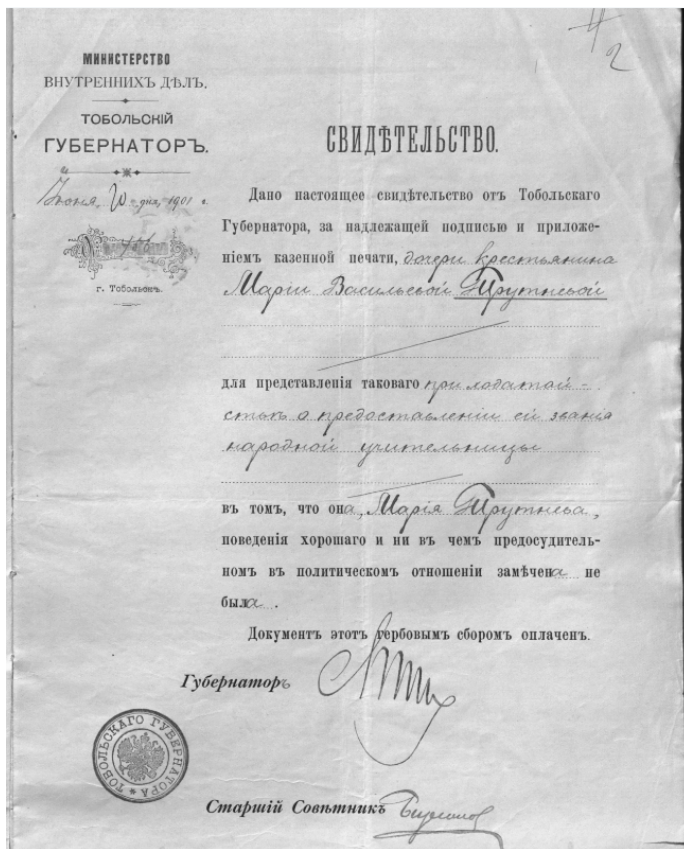 МИНИСТЕРСТВО
ВНУТРЕННИХЪ ДѢЛЪ.
ТОБОЛЬСКІЙ
ГУБЕРНАТОРЪ.
Іюня 20 дня, 1901 г.
№
г. Тобольскъ.
2
СВИДѢТЕЛЬСТВО.
Дано настоящее свидѣтельство отъ Тобольскаго
Губернатора, за надлежащей подписью и приложе-
ніемъ казенной печати, дочери крестьянина
Маріи Васильевой Трутневой
для представленія таковаго при ходатай-
ствѣ о предоставленіи ей званія
народной учительницы
въ томъ, что она, Марія Трутнева,
поведенія хорошаго и ни въ чемъ предосудитель-
номъ въ политическомъ отношеніи замѣчена не
была.
Документъ этотъ гербовымъ сборомъ оплаченъ.
Губернаторъ
ТОБОЛЬСКАГО ГУБЕРНАТОРА
Старшій Совѣтникъ